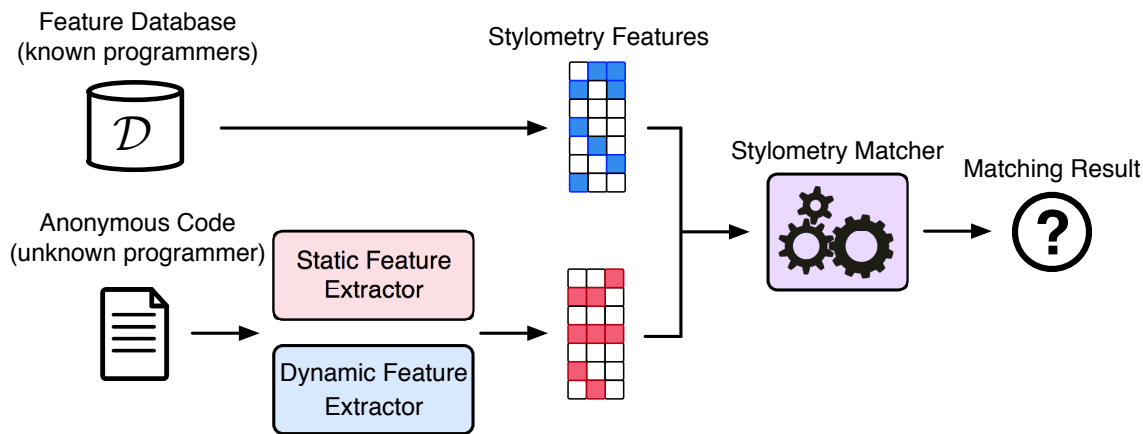 Feature Database
(known programmers)
D
Stylometry Features
Stylometry Matcher
Matching Result
?
Anonymous Code
(unknown programmer)
Static Feature
Extractor
Dynamic Feature
Extractor